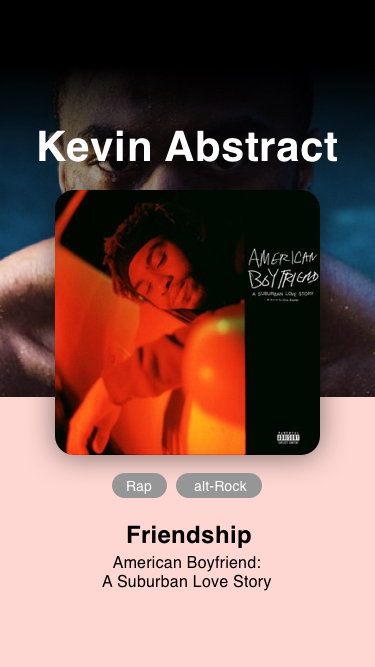 Kevin Abstract
AMERICAN
BOYFRIEND
A SUBURBAN LOVE STORY
PARENTAL
ADVISORY
EXPLICIT CONTENT
Rap
alt-Rock
Friendship
American Boyfriend:
A Suburban Love Story